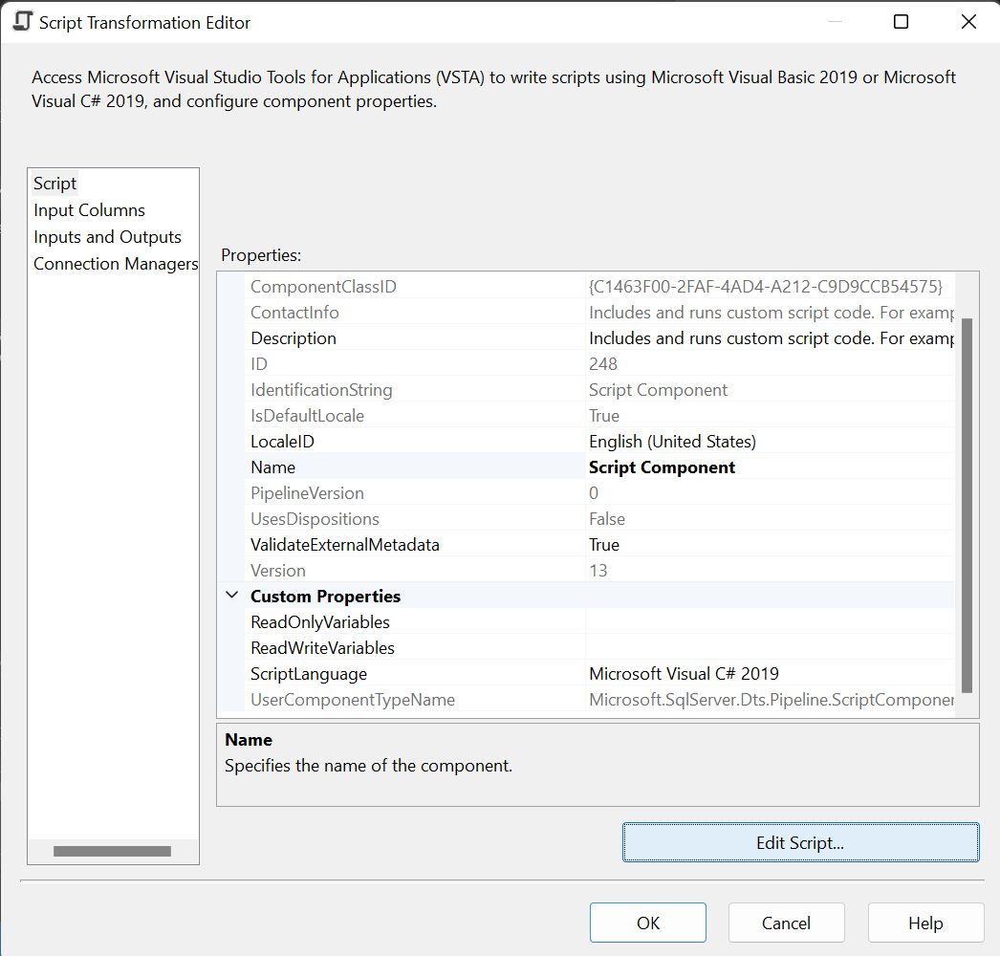 Script Transformation Editor
Access Microsoft Visual Studio Tools for Applications (VSTA) to write scripts using Microsoft Visual Basic 2019 or Microsoft
Visual C# 2019, and configure component properties.
Script
Input Columns
Inputs and Outputs
Connection Managers
Properties:
ComponentClassID {C1463F00-2FAF-4AD4-A212-C9D9CCB54575}
ContactInfo Includes and runs custom script code. For examp
Description Includes and runs custom script code. For examp
ID 248
IdentificationString Script Component
IsDefaultLocale True
LocaleID English (United States)
Name Script Component
PipelineVersion 0
UsesDispositions False
ValidateExternalMetadata True
Version 13
Custom Properties
ReadOnlyVariables
ReadWriteVariables
ScriptLanguage Microsoft Visual C# 2019
UserComponentTypeName Microsoft.SqlServer.Dts.Pipeline.ScriptComponen
Name
Specifies the name of the component.
Edit Script...
OK Cancel Help